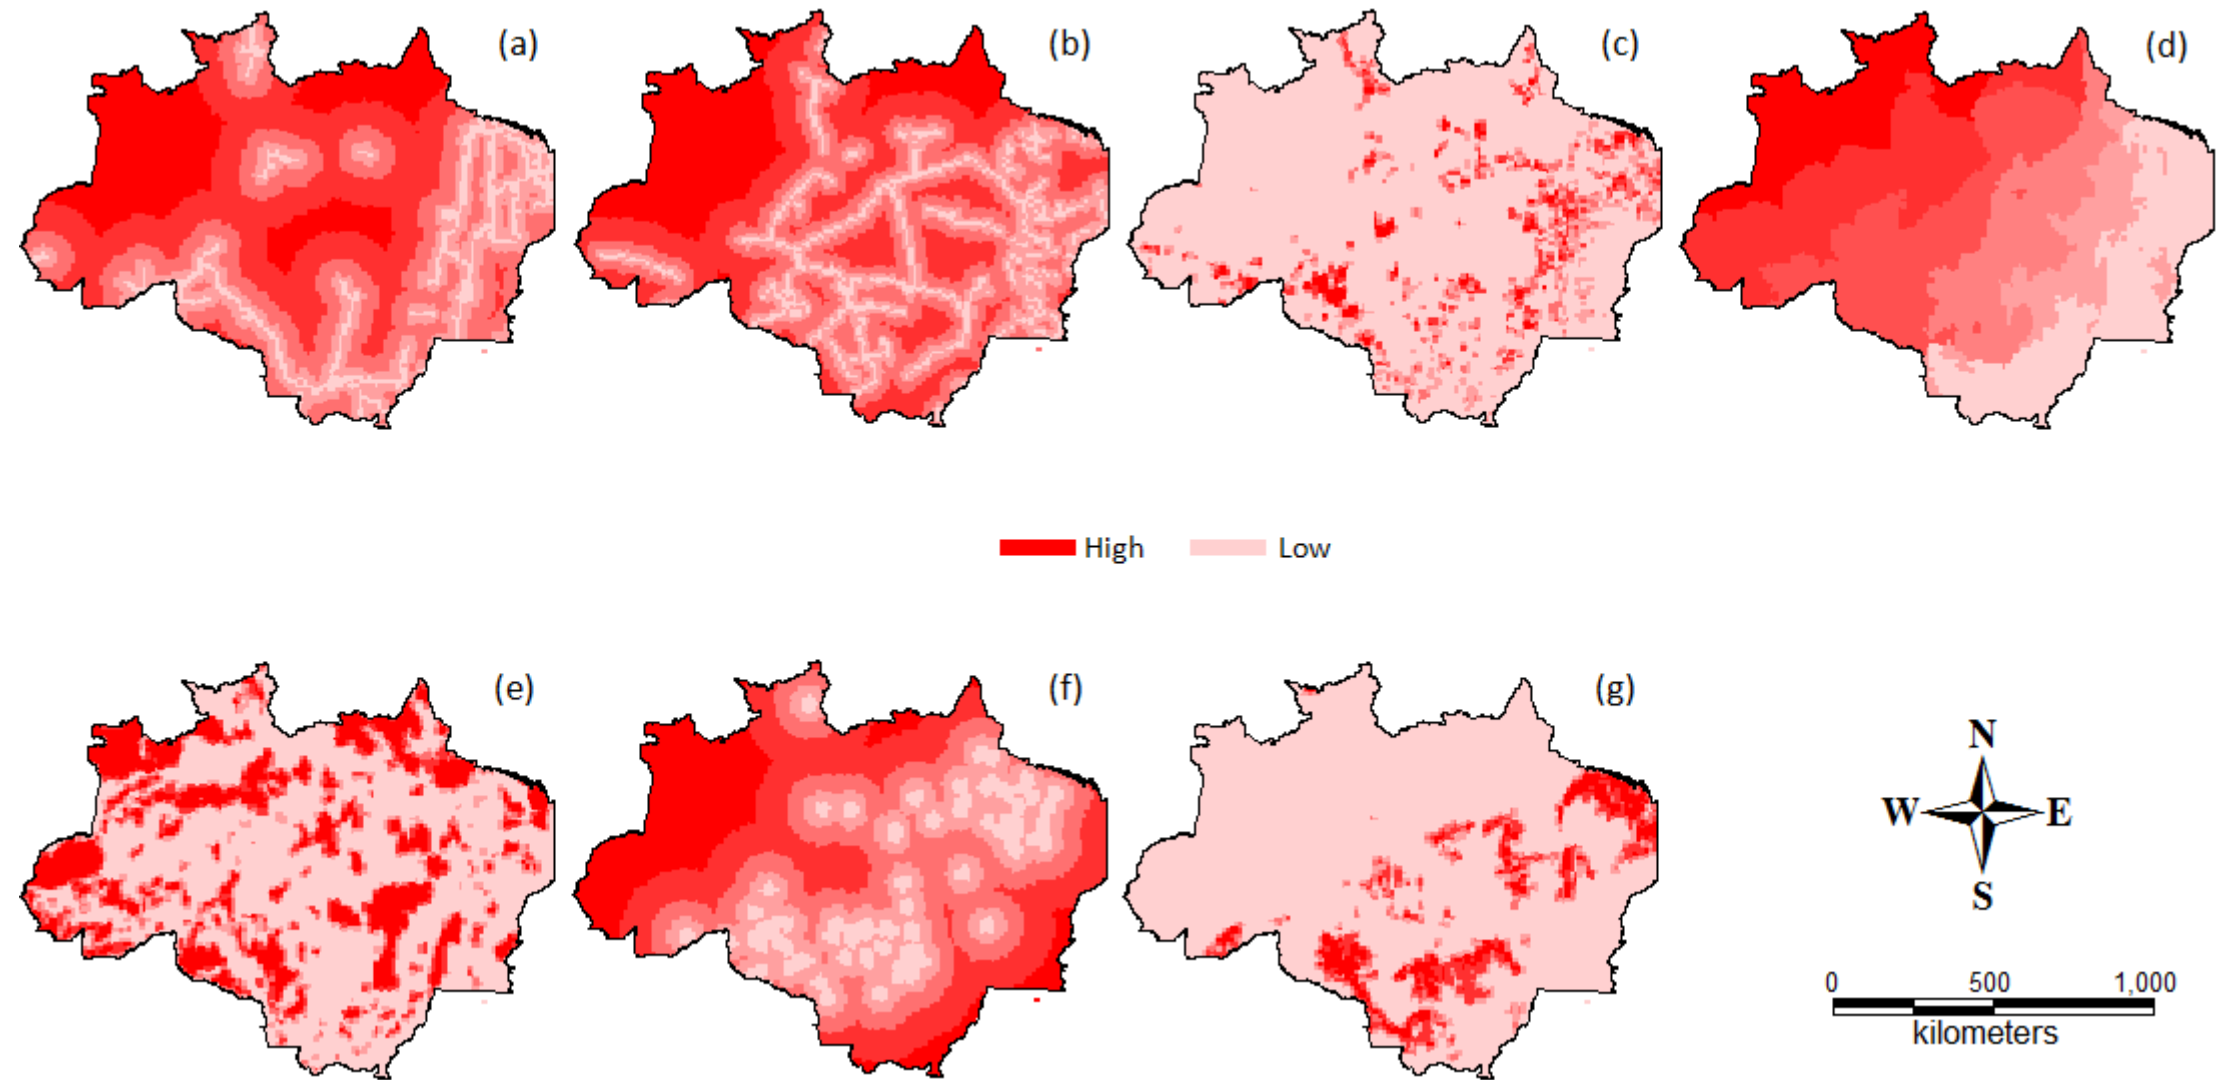 (a)
(b)
(c)
(d)
High
Low
(e)
(f)
(g)
N
W
E
S
0
500
1,000
kilometers